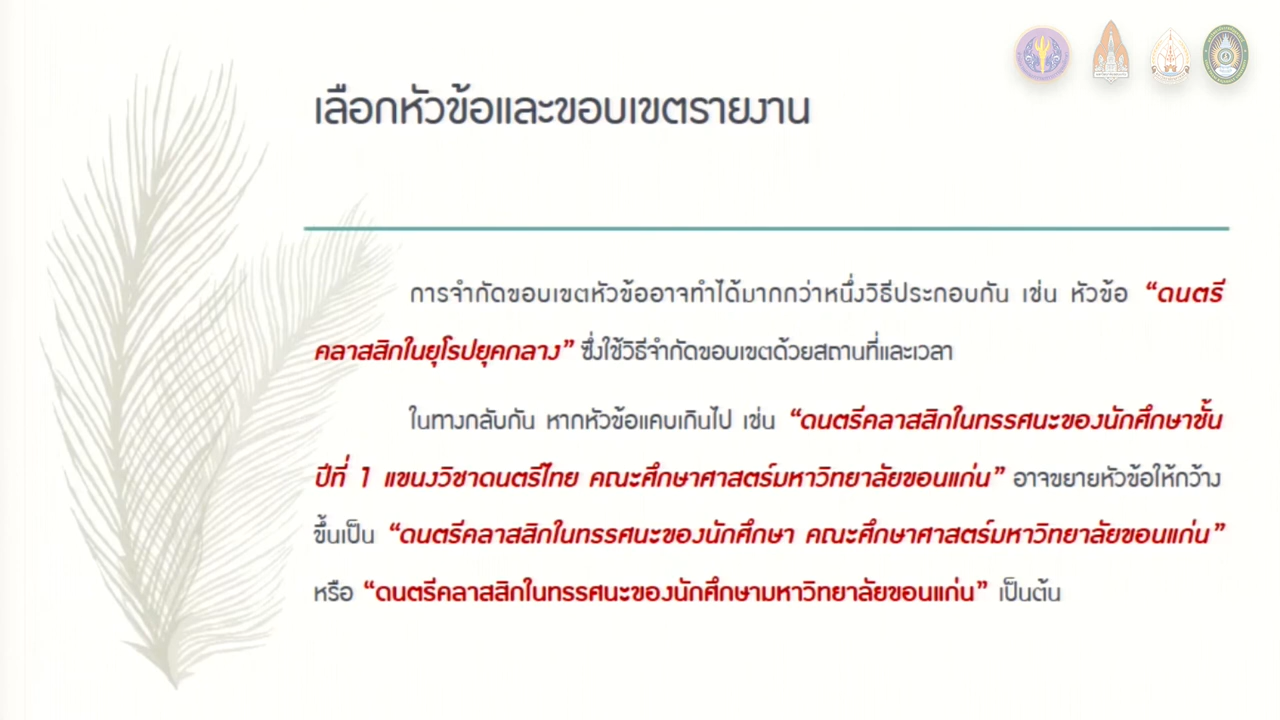 เลือกหัวข้อและขอบเขตรายงาน
การจำกัดขอบเขตหัวข้ออาจทำได้มากกว่าหนึ่งวิธีประกอบกัน เช่น หัวข้อ “ดนตรี
คลาสสิกในยุโรปยุคกลาง” ซึ่งใช้วิธีจำกัดขอบเขตด้วยสถานที่และเวลา
ในทางกลับกัน หากหัวข้อแคบเกินไป เช่น “ดนตรีคลาสสิกในทรรศนะของนักศึกษาชั้น
ปีที่ 1 แขนงวิชาดนตรีไทย คณะศึกษาศาสตร์มหาวิทยาลัยขอนแก่น” อาจขยายหัวข้อให้กว้าง
ขึ้นเป็น “ดนตรีคลาสสิกในทรรศนะของนักศึกษา คณะศึกษาศาสตร์มหาวิทยาลัยขอนแก่น”
หรือ “ดนตรีคลาสสิกในทรรศนะของนักศึกษามหาวิทยาลัยขอนแก่น” เป็นต้น